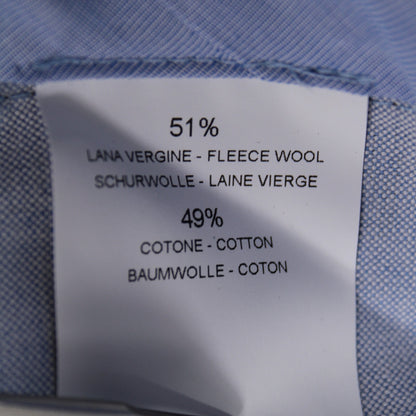 51%
LANA VERGINE - FLEECE WOOL
SCHURWOLLE - LAINE VIERGE
49%
COTONE - COTTON
BAUMWOLLE - COTON